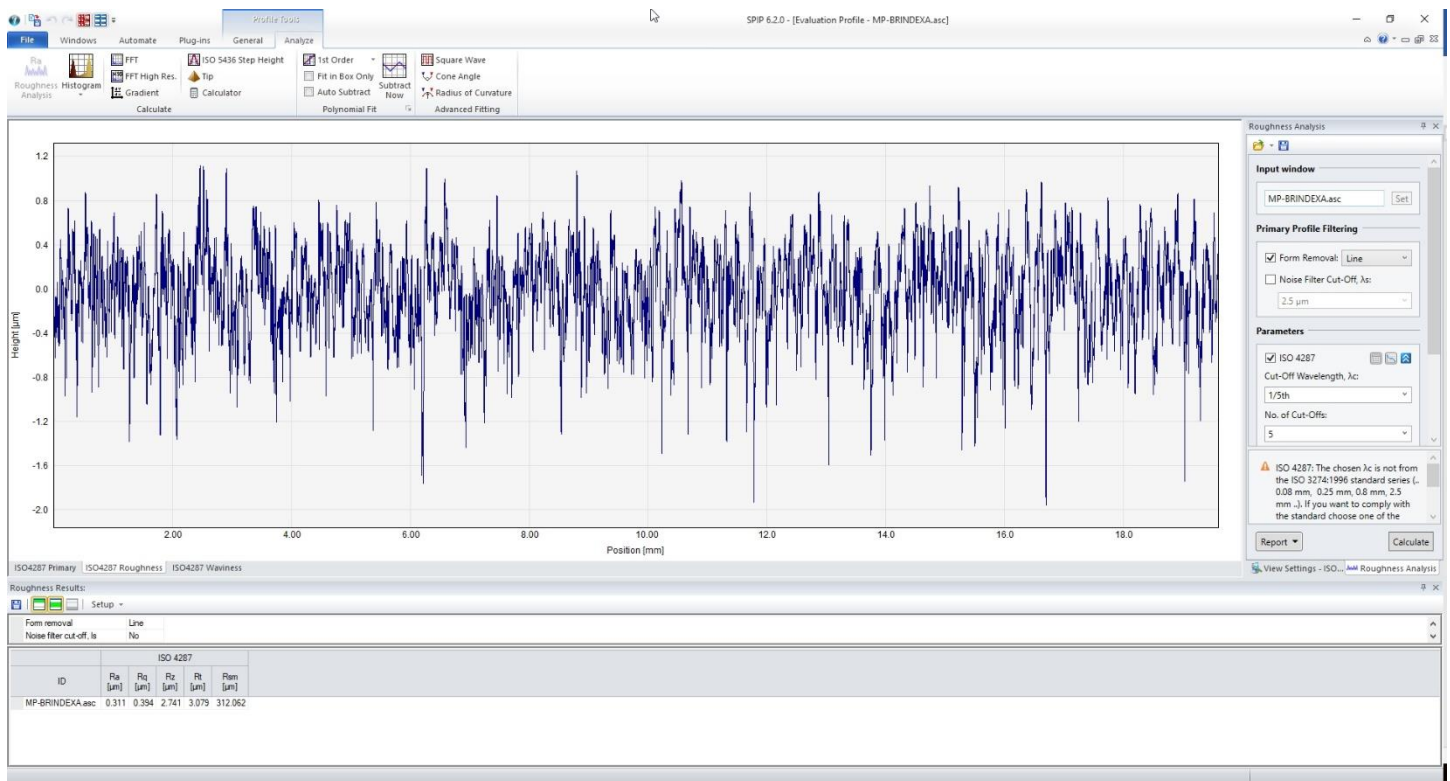 Profile Tools
SPIP 6.2.0 - [Evaluation Profile - MP-BRINDEXA.asc]
File Windows Automate Plug-ins General Analyze
Ra
Roughness Analysis
Histogram
FFT
FFT High Res.
Gradient
ISO 5436 Step Height
Tip
Calculator
Calculate
1st Order
Fit in Box Only
Auto Subtract
Subtract Now
Polynomial Fit
Square Wave
Cone Angle
Radius of Curvature
Advanced Fitting
1.2
0.8
0.4
0.0
-0.4
-0.8
-1.2
-1.6
-2.0
Height [µm]
2.00 4.00 6.00 8.00 10.00 12.0 14.0 16.0 18.0
Position [mm]
ISO4287 Primary ISO4287 Roughness ISO4287 Waviness
Roughness Analysis
Input window
MP-BRINDEXA.asc Set
Primary Profile Filtering
Form Removal: Line
Noise Filter Cut-Off, λs:
2.5 µm
Parameters
ISO 4287
Cut-Off Wavelength, λc:
1/5th
No. of Cut-Offs:
5
ISO 4287: The chosen λc is not from
the ISO 3274:1996 standard series (..
0.08 mm, 0.25 mm, 0.8 mm, 2.5
mm ..). If you want to comply with
the standard choose one of the
Report Calculate
View Settings - ISO... Roughness Analysis
Roughness Results:
Setup
Form removal Line
Noise filter cut-off, ls No
ISO 4287
ID Ra [µm] Rq [µm] Rz [µm] Rt [µm] Rsm [µm]
MP-BRINDEXA.asc 0.311 0.394 2.741 3.079 312.062